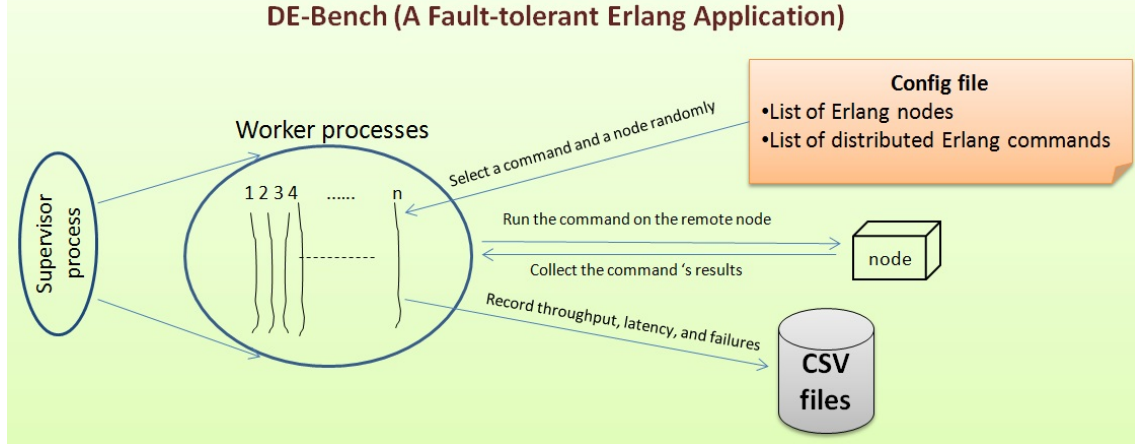 DE-Bench (A Fault-tolerant Erlang Application)
Config file
•List of Erlang nodes
•List of distributed Erlang commands
Select a command and a node randomly
Worker processes
Supervisor
process
1 2 3 4 ...... n
Run the command on the remote node
Collect the command ‘s results
node
Record throughput, latency, and failures
CSV
files